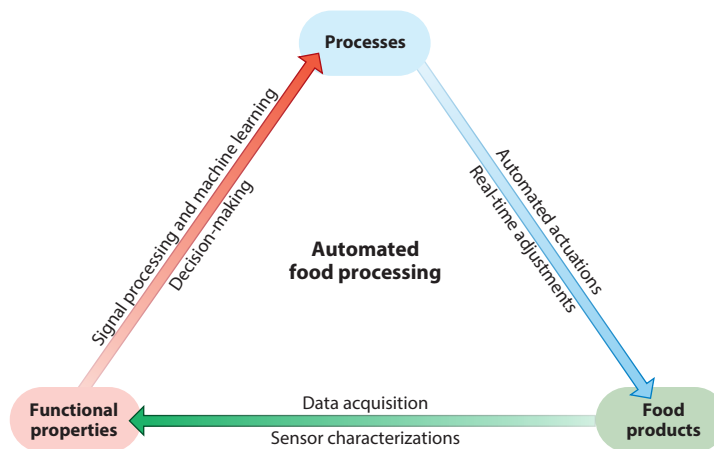 Processes
Signal processing and machine learning
Decision-making
Automated actuations
Real-time adjustments
Automated
food processing
Functional
properties
Data acquisition
Sensor characterizations
Food
products